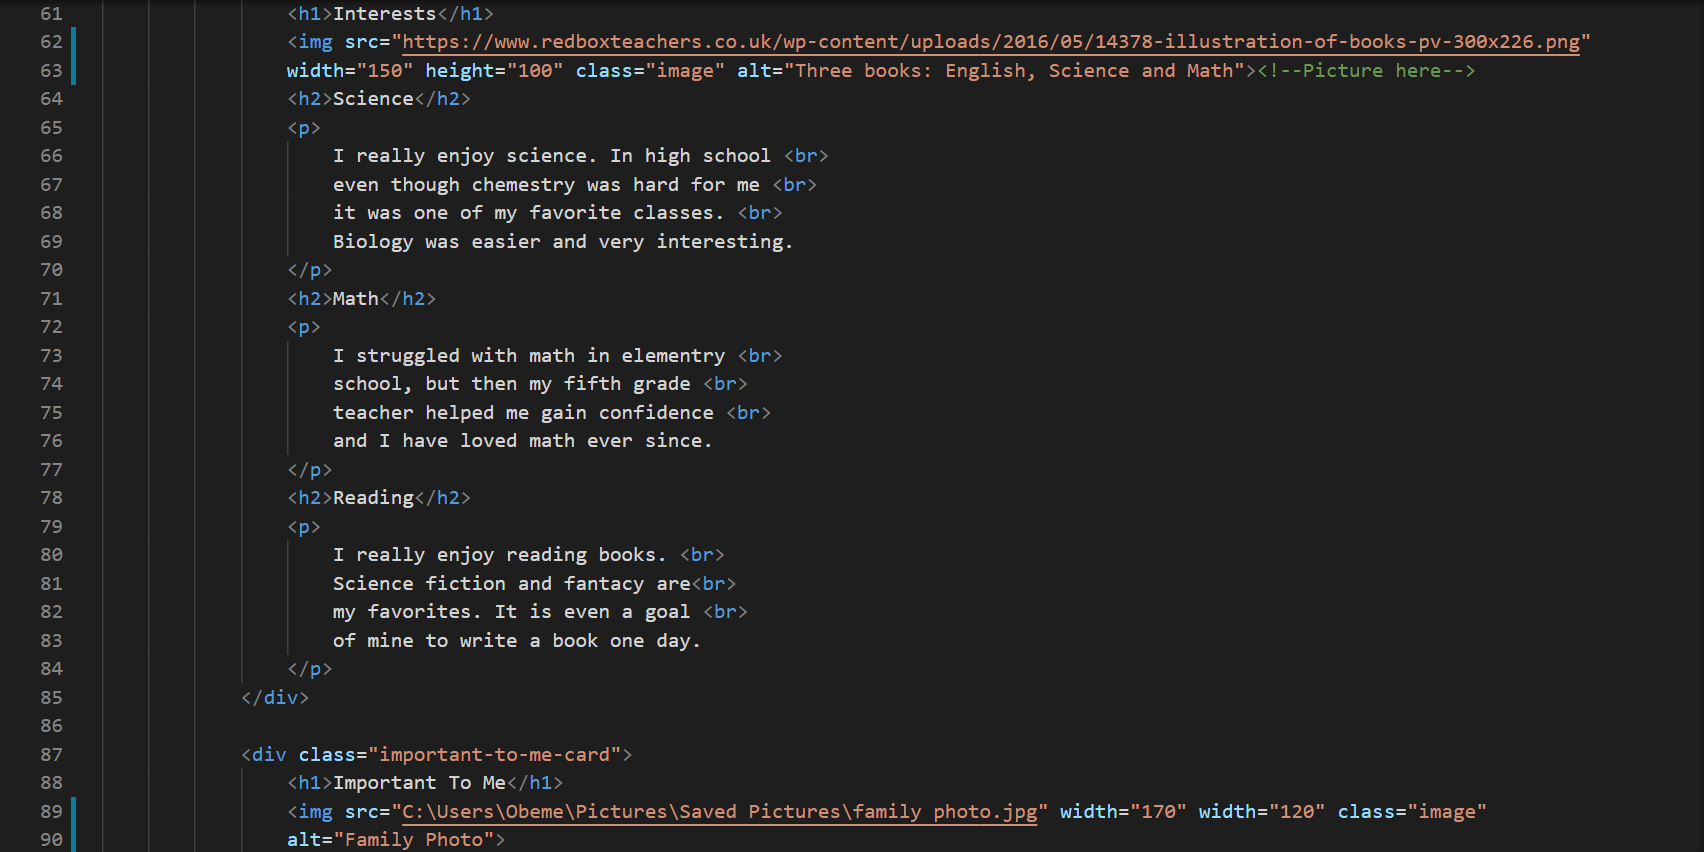 61 <h1>Interests</h1>
62 <img src="https://www.redboxteachers.co.uk/wp-content/uploads/2016/05/14378-illustration-of-books-pv-300x226.png"
63 width="150" height="100" class="image" alt="Three books: English, Science and Math"><!--Picture here-->
64 <h2>Science</h2>
65 <p>
66 I really enjoy science. In high school <br>
67 even though chemestry was hard for me <br>
68 it was one of my favorite classes. <br>
69 Biology was easier and very interesting.
70 </p>
71 <h2>Math</h2>
72 <p>
73 I struggled with math in elementry <br>
74 school, but then my fifth grade <br>
75 teacher helped me gain confidence <br>
76 and I have loved math ever since.
77 </p>
78 <h2>Reading</h2>
79 <p>
80 I really enjoy reading books. <br>
81 Science fiction and fantacy are<br>
82 my favorites. It is even a goal <br>
83 of mine to write a book one day.
84 </p>
85 </div>
86
87 <div class="important-to-me-card">
88 <h1>Important To Me</h1>
89 <img src="C:\Users\Obeme\Pictures\Saved Pictures\family photo.jpg" width="170" width="120" class="image"
90 alt="Family Photo">